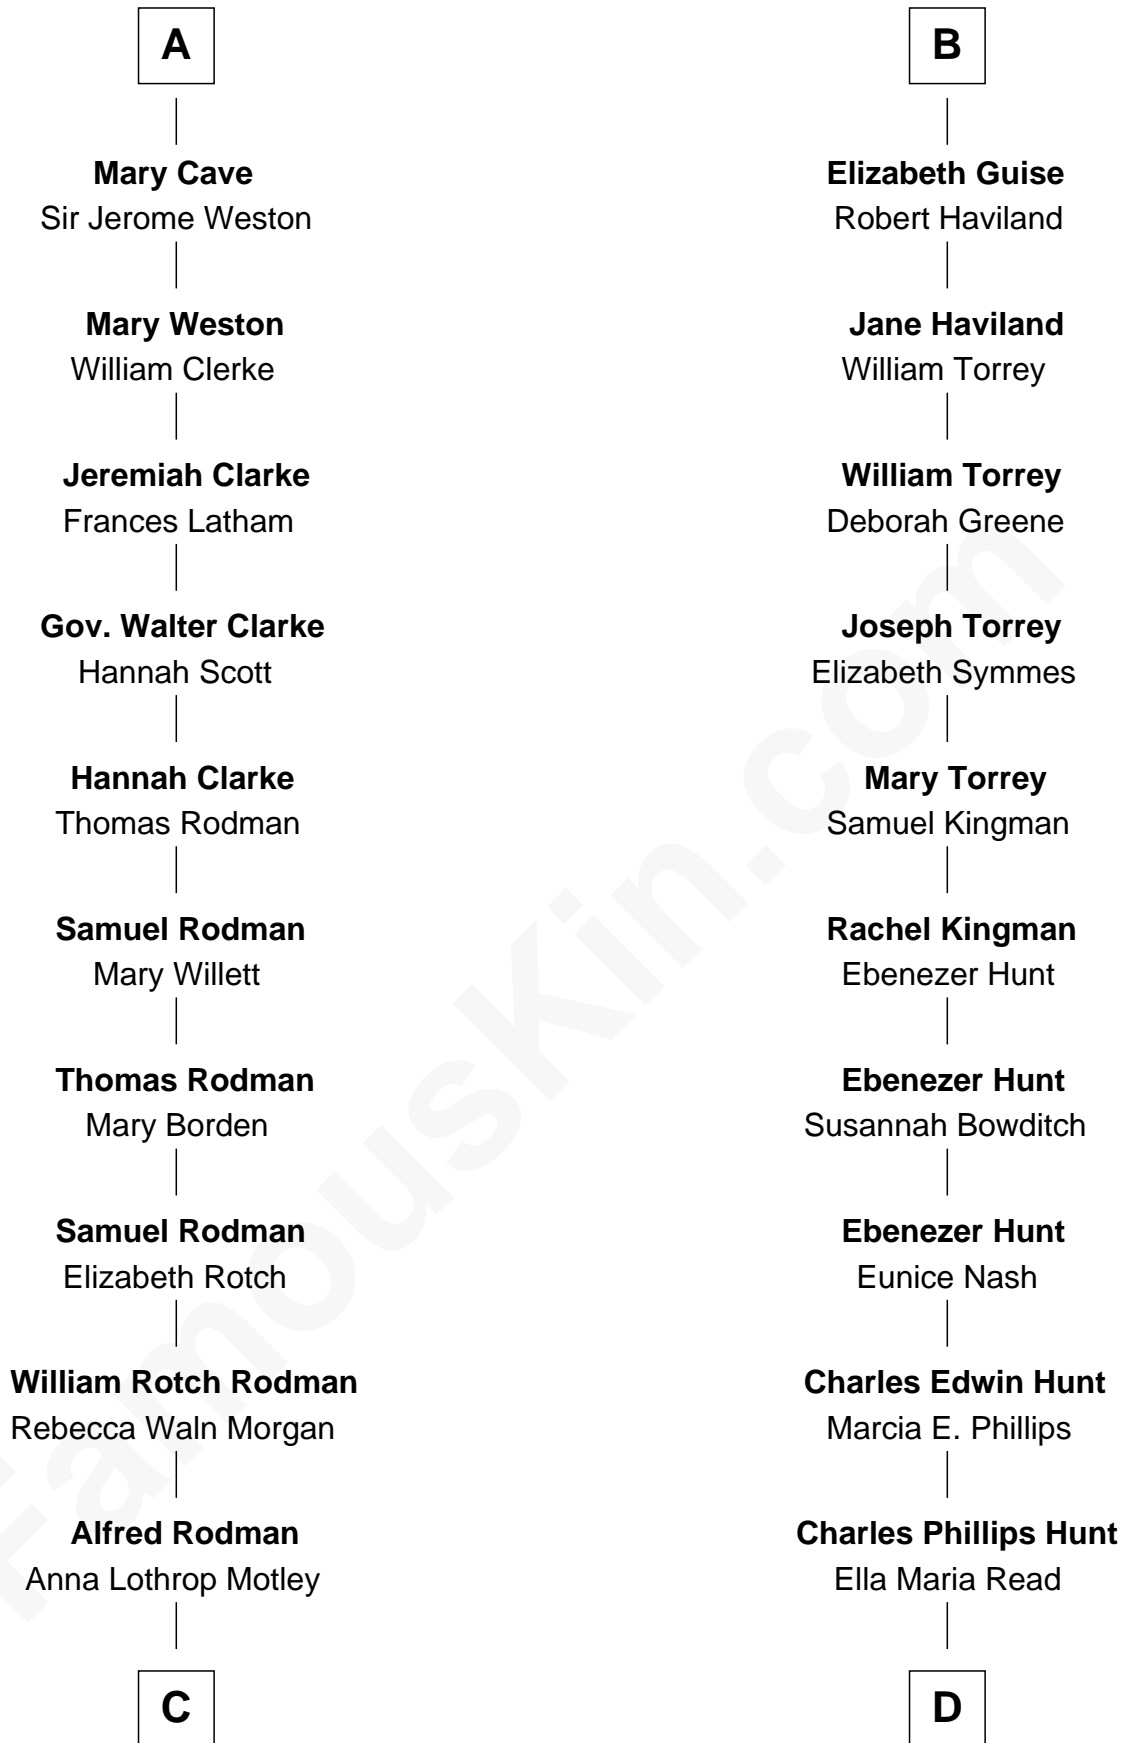 A
Mary Cave
Sir Jerome Weston
Mary Weston
William Clerke
Jeremiah Clarke
Frances Latham
Gov. Walter Clarke
Hannah Scott
Hannah Clarke
Thomas Rodman
Samuel Rodman
Mary Willett
Thomas Rodman
Mary Borden
Samuel Rodman
Elizabeth Rotch
William Rotch Rodman
Rebecca Waln Morgan
Alfred Rodman
Anna Lothrop Motley
C
B
Elizabeth Guise
Robert Haviland
Jane Haviland
William Torrey
William Torrey
Deborah Greene
Joseph Torrey
Elizabeth Symmes
Mary Torrey
Samuel Kingman
Rachel Kingman
Ebenezer Hunt
Ebenezer Hunt
Susannah Bowditch
Ebenezer Hunt
Eunice Nash
Charles Edwin Hunt
Marcia E. Phillips
Charles Phillips Hunt
Ella Maria Read
D
FamousKin.com